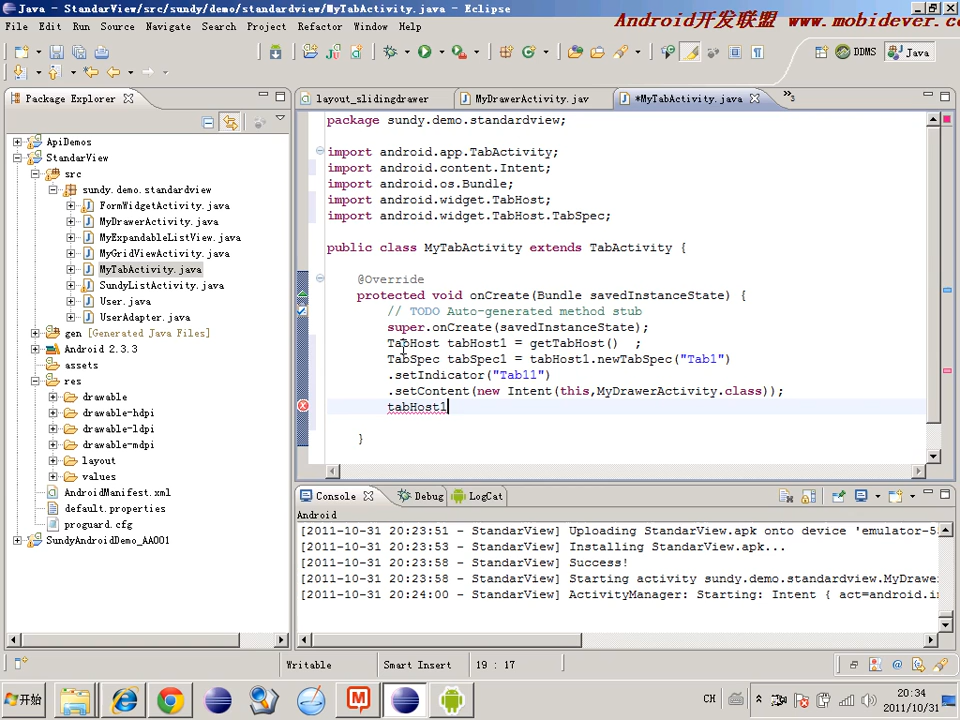 Java - StandarView/src/sundy/demo/standardview/MyTabActivity.java - Eclipse
Android开发联盟 www.mobidever.co
File Edit Run Source Navigate Search Project Refactor Window Help
DDMS Java
Package Explorer
layout_slidingdrawer MyDrawerActivity.jav *MyTabActivity.java »3
ApiDemos
StandarView
src
sundy.demo.standardview
FormWidgetActivity.java
MyDrawerActivity.java
MyExpandableListView.java
MyGridViewActivity.java
MyTabActivity.java
SundyListActivity.java
User.java
UserAdapter.java
gen [Generated Java Files]
Android 2.3.3
assets
res
drawable
drawable-hdpi
drawable-ldpi
drawable-mdpi
layout
values
AndroidManifest.xml
default.properties
proguard.cfg
SundyAndroidDemo_AA001
package sundy.demo.standardview;
import android.app.TabActivity;
import android.content.Intent;
import android.os.Bundle;
import android.widget.TabHost;
import android.widget.TabHost.TabSpec;
public class MyTabActivity extends TabActivity {
@Override
protected void onCreate(Bundle savedInstanceState) {
// TODO Auto-generated method stub
super.onCreate(savedInstanceState);
TabHost tabHost1 = getTabHost() ;
TabSpec tabSpec1 = tabHost1.newTabSpec("Tab1")
.setIndicator("Tab11")
.setContent(new Intent(this,MyDrawerActivity.class));
tabHost1
}
Console Debug LogCat
Android
[2011-10-31 20:23:51 - StandarView] Uploading StandarView.apk onto device 'emulator-5
[2011-10-31 20:23:53 - StandarView] Installing StandarView.apk...
[2011-10-31 20:23:58 - StandarView] Success!
[2011-10-31 20:23:58 - StandarView] Starting activity sundy.demo.standardview.MyDrawe
[2011-10-31 20:24:00 - StandarView] ActivityManager: Starting: Intent { act=android.i
Writable Smart Insert 19 : 17
开始
CH
20:34
2011/10/31